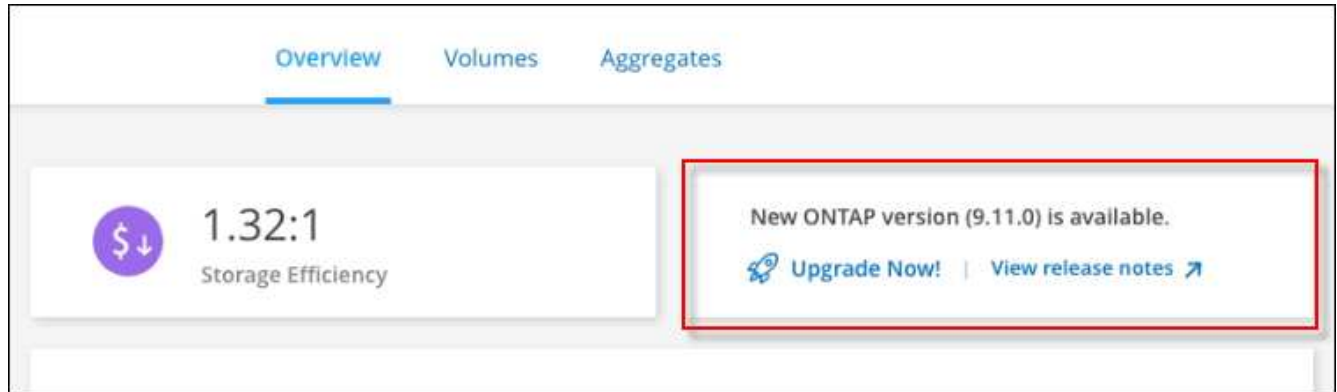 Overview Volumes Aggregates
1.32:1
Storage Efficiency
New ONTAP version (9.11.0) is available.
Upgrade Now! | View release notes